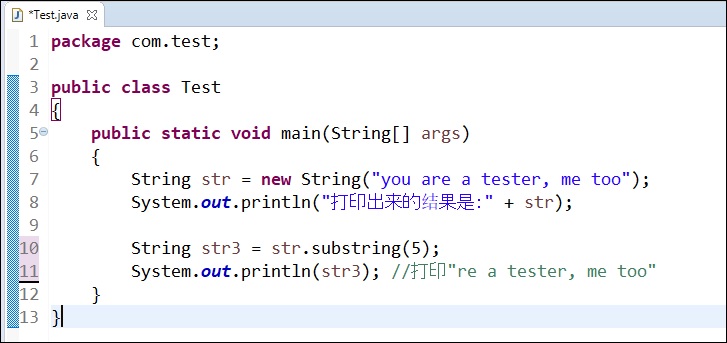 *Test.java
1 package com.test;
2
3 public class Test
4 {
5 public static void main(String[] args)
6 {
7 String str = new String("you are a tester, me too");
8 System.out.println("打印出来的结果是:" + str);
9
10 String str3 = str.substring(5);
11 System.out.println(str3); //打印"re a tester, me too"
12 }
13 }